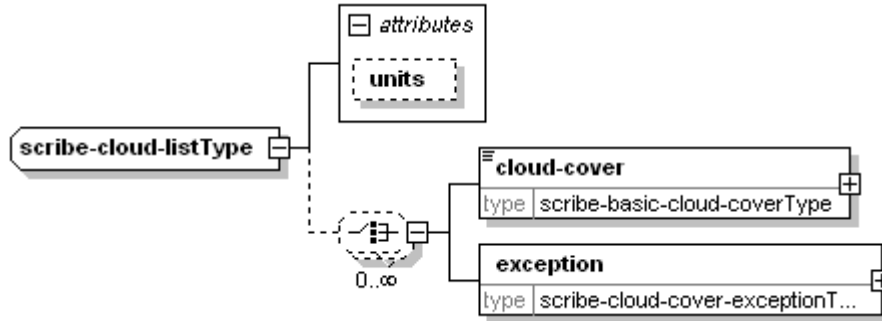 attributes
units
scribe-cloud-listType
cloud-cover
type scribe-basic-cloud-coverType
0..∞
exception
type scribe-cloud-cover-exceptionT...